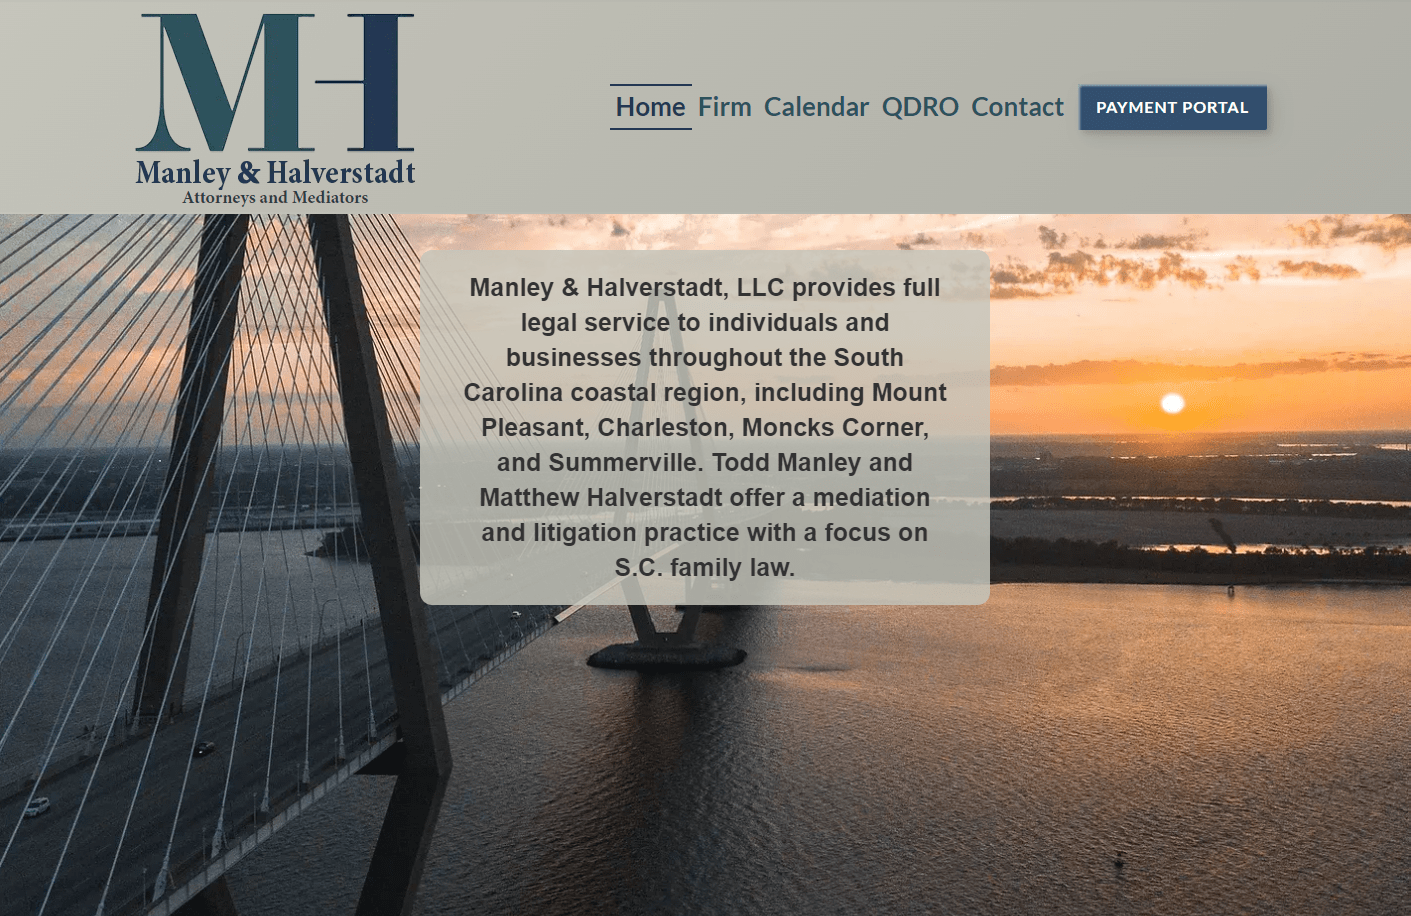 MH
Manley & Halverstadt
Attorneys and Mediators
Home Firm Calendar QDRO Contact PAYMENT PORTAL
Manley & Halverstadt, LLC provides full
legal service to individuals and
businesses throughout the South
Carolina coastal region, including Mount
Pleasant, Charleston, Moncks Corner,
and Summerville. Todd Manley and
Matthew Halverstadt offer a mediation
and litigation practice with a focus on
S.C. family law.